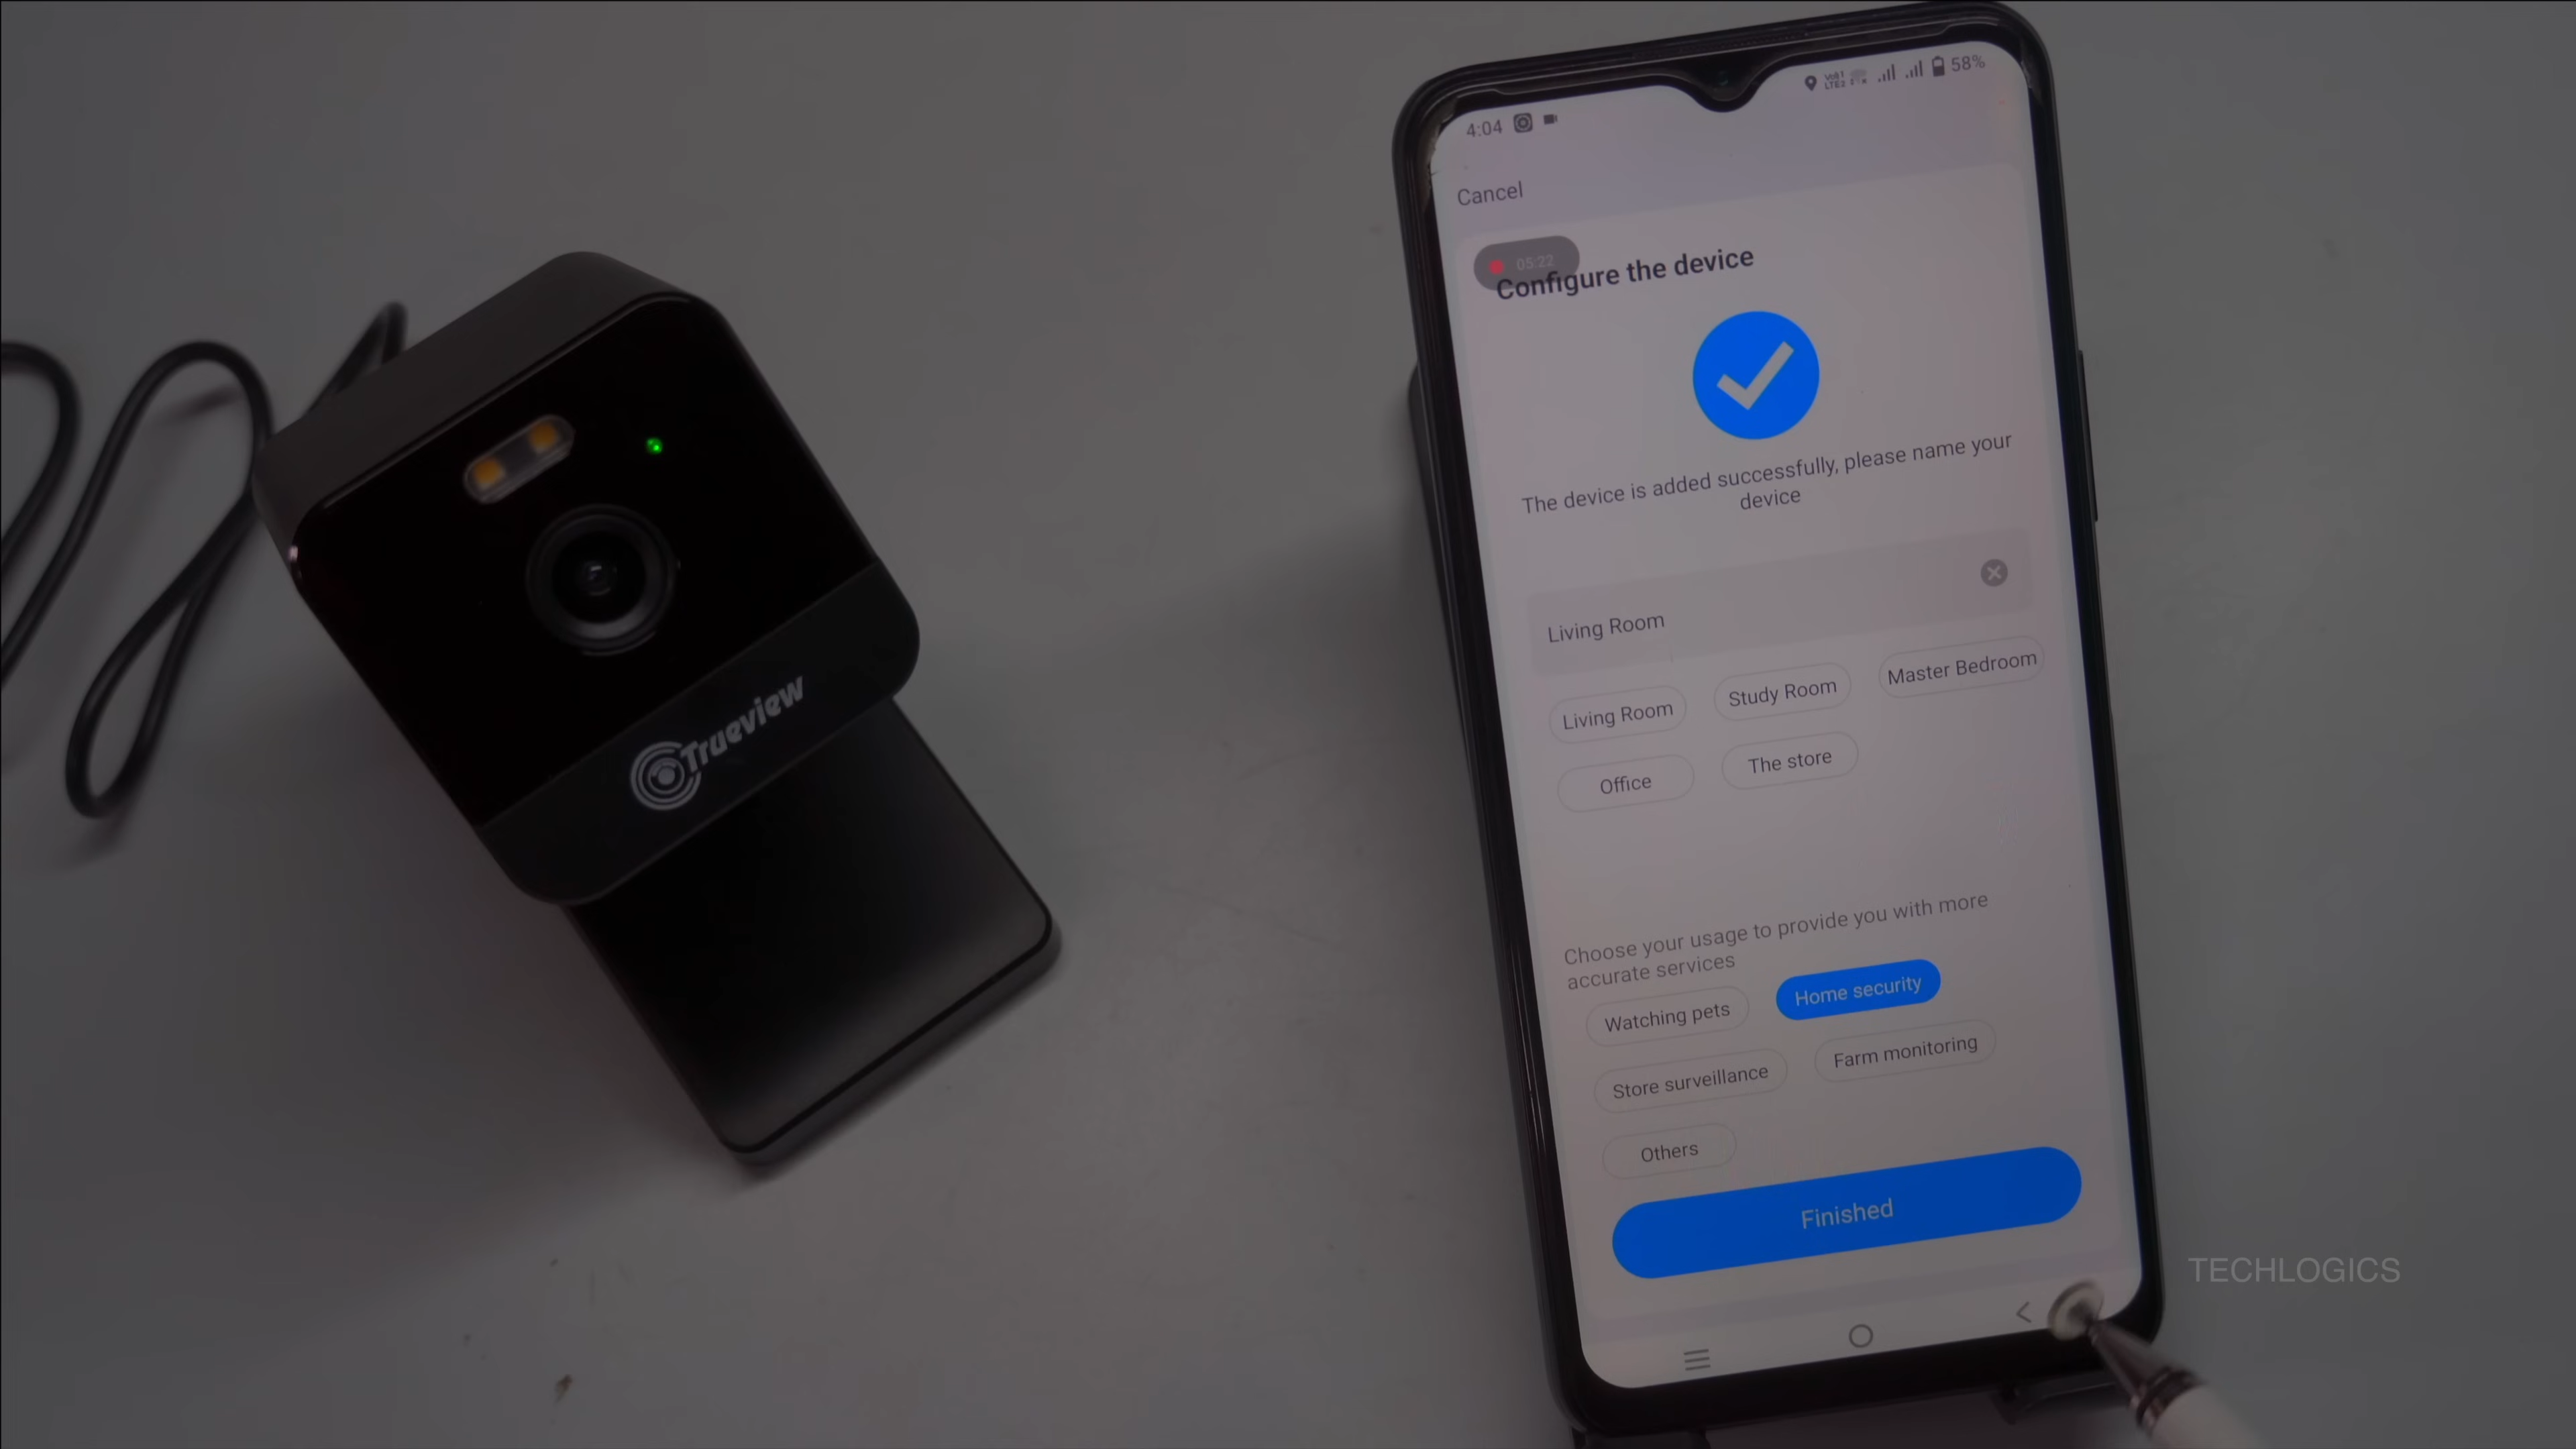 4:04
58%
Cancel
05:22
Configure the device
The device is added successfully, please name your
device
Living Room
Living Room
Study Room
Master Bedroom
Office
The store
Choose your usage to provide you with more
accurate services
Watching pets
Home security
Store surveillance
Farm monitoring
Others
Finished
Trueview
TECHLOGICS